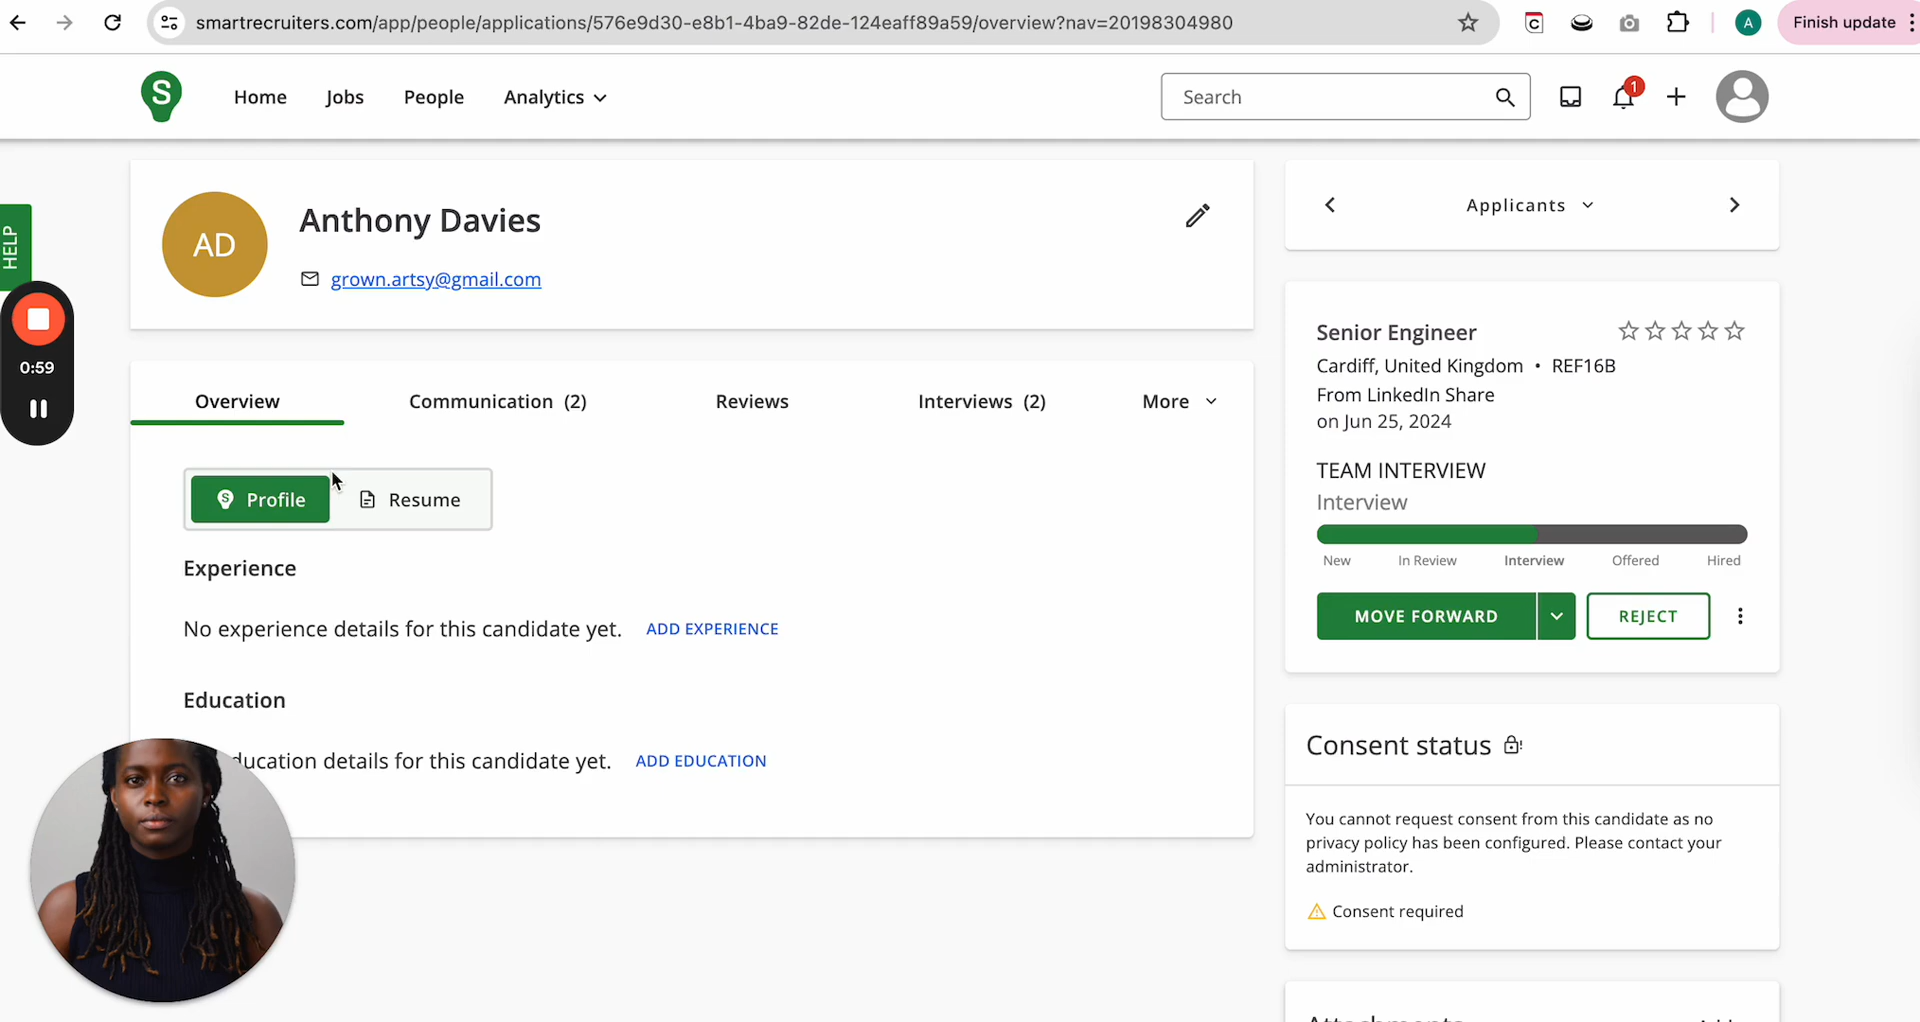 smartrecruiters.com/app/people/applications/576e9d30-e8b1-4ba9-82de-124eaff89a59/overview?nav=20198304980
C
A
Finish update
S
Home
Jobs
People
Analytics
Search
1
HELP
AD
Anthony Davies
grown.artsy@gmail.com
0:59
Overview
Communication (2)
Reviews
Interviews (2)
More
Profile
Resume
Experience
No experience details for this candidate yet.
ADD EXPERIENCE
Education
education details for this candidate yet.
ADD EDUCATION
Applicants
Senior Engineer
Cardiff, United Kingdom • REF16B
From LinkedIn Share
on Jun 25, 2024
TEAM INTERVIEW
Interview
New
In Review
Interview
Offered
Hired
MOVE FORWARD
REJECT
Consent status
You cannot request consent from this candidate as no
privacy policy has been configured. Please contact your
administrator.
Consent required